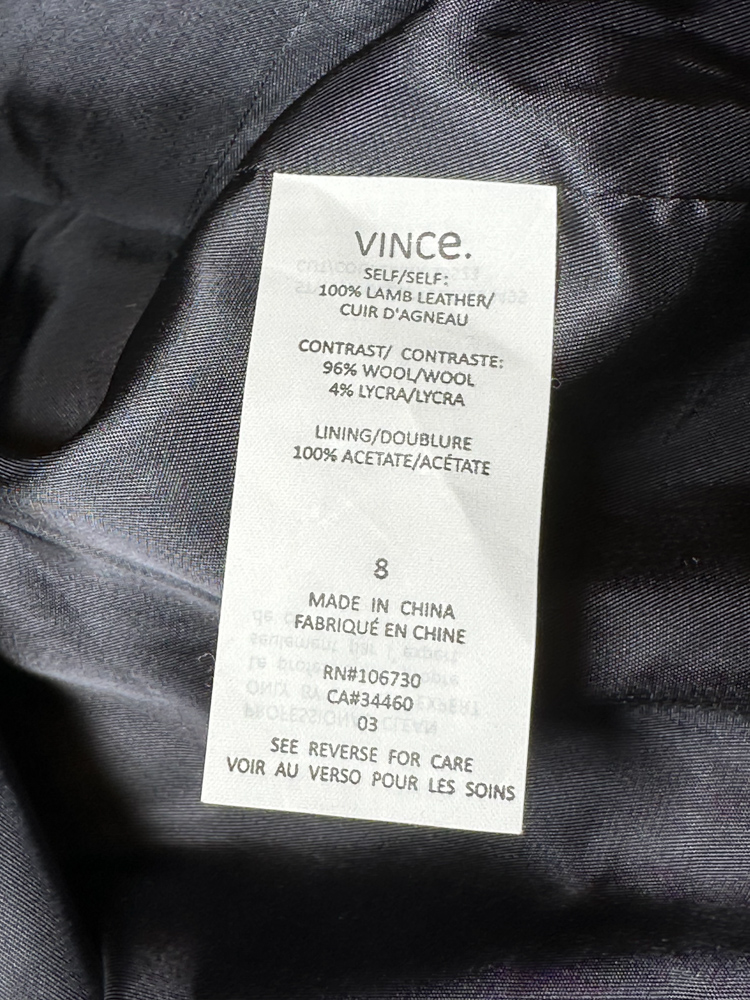 VINCe.
SELF/SELF:
100% LAMB LEATHER/
CUIR D'AGNEAU
CONTRAST/ CONTRASTE:
96% WOOL/WOOL
4% LYCRA/LYCRA
LINING/DOUBLURE
100% ACETATE/ACÉTATE
8
MADE IN CHINA
FABRIQUÉ EN CHINE
RN#106730
CA#34460
03
SEE REVERSE FOR CARE
VOIR AU VERSO POUR LES SOINS